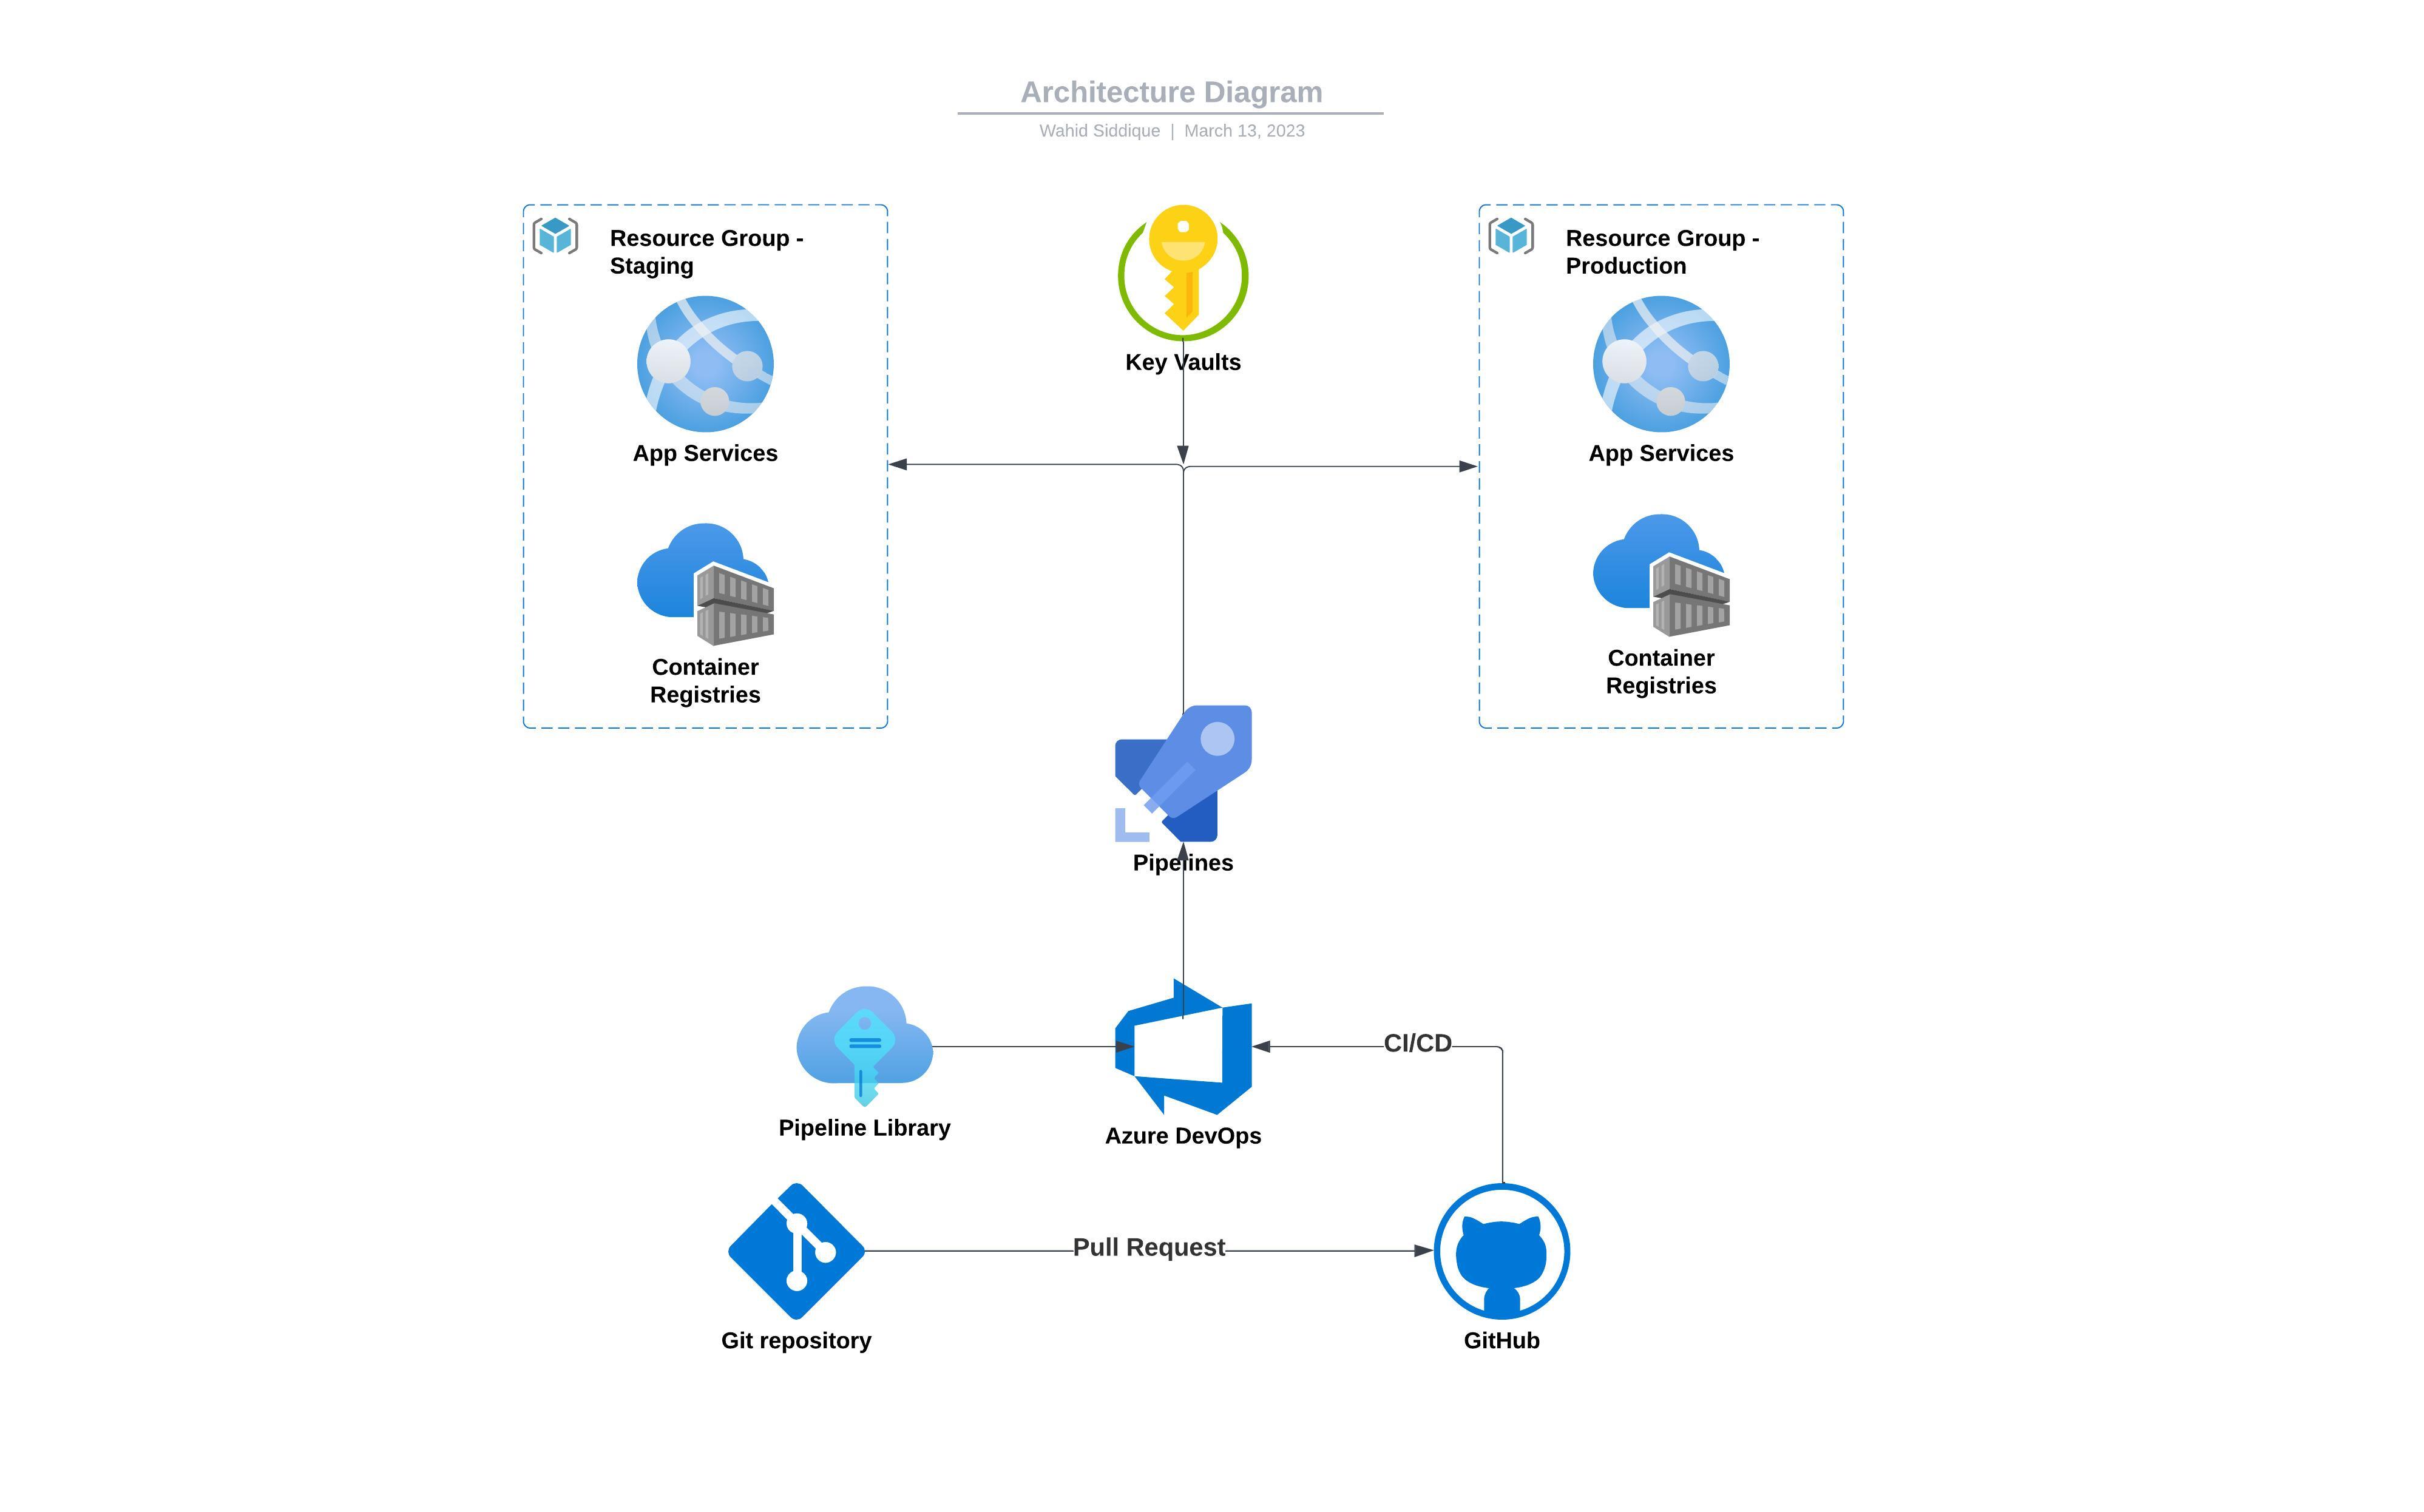 Architecture Diagram
Wahid Siddique | March 13, 2023
Resource Group -
Staging
App Services
Container
Registries
Key Vaults
Resource Group -
Production
App Services
Container
Registries
Pipelines
Pipeline Library
Azure DevOps
CI/CD
Pull Request
Git repository
GitHub